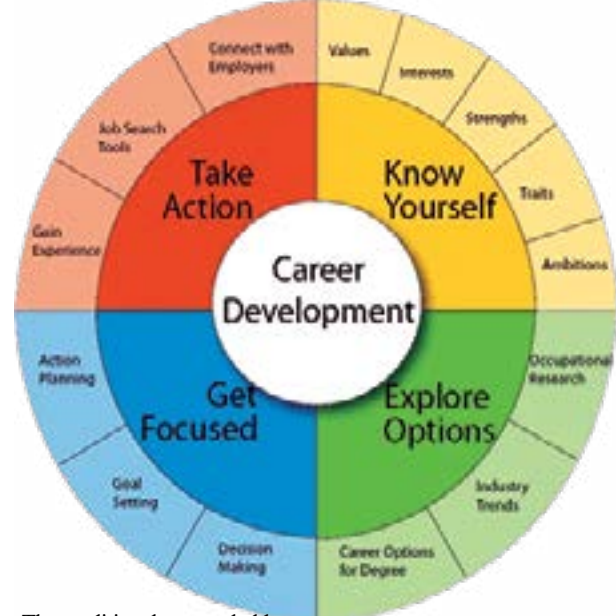 Career
Development
Know
Yourself
Values
Interests
Strengths
Traits
Ambitions
Explore
Options
Occupational
Research
Industry
Trends
Career Options
for Degree
Get
Focused
Decision
Making
Goal
Setting
Action
Planning
Take
Action
Gain
Experience
Job Search
Tools
Connect with
Employers